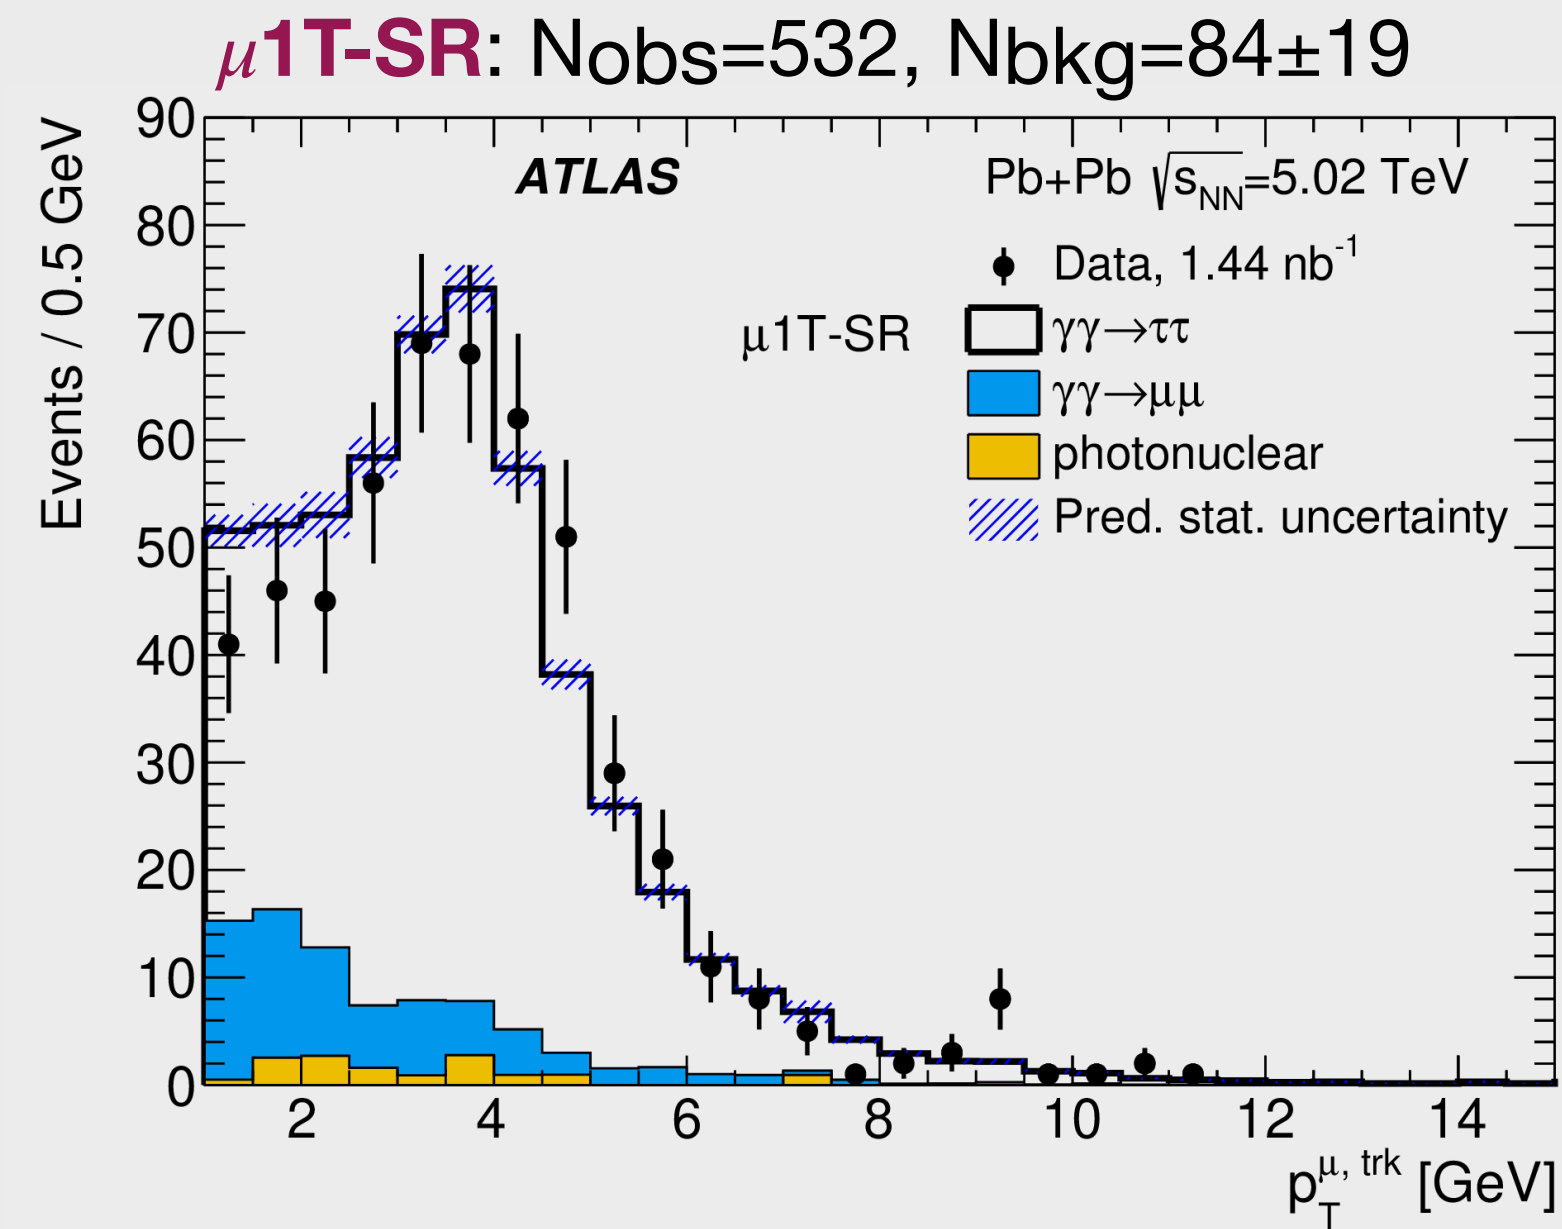 μ1T-SR: Nobs=532, Nbkg=84±19
Events / 0.5 GeV
90
80
70
60
50
40
30
20
10
0
ATLAS
Pb+Pb √sNN=5.02 TeV
Data, 1.44 nb-1
μ1T-SR
γγ→ττ
γγ→μμ
photonuclear
Pred. stat. uncertainty
2 4 6 8 10 12 14
pTμ, trk [GeV]